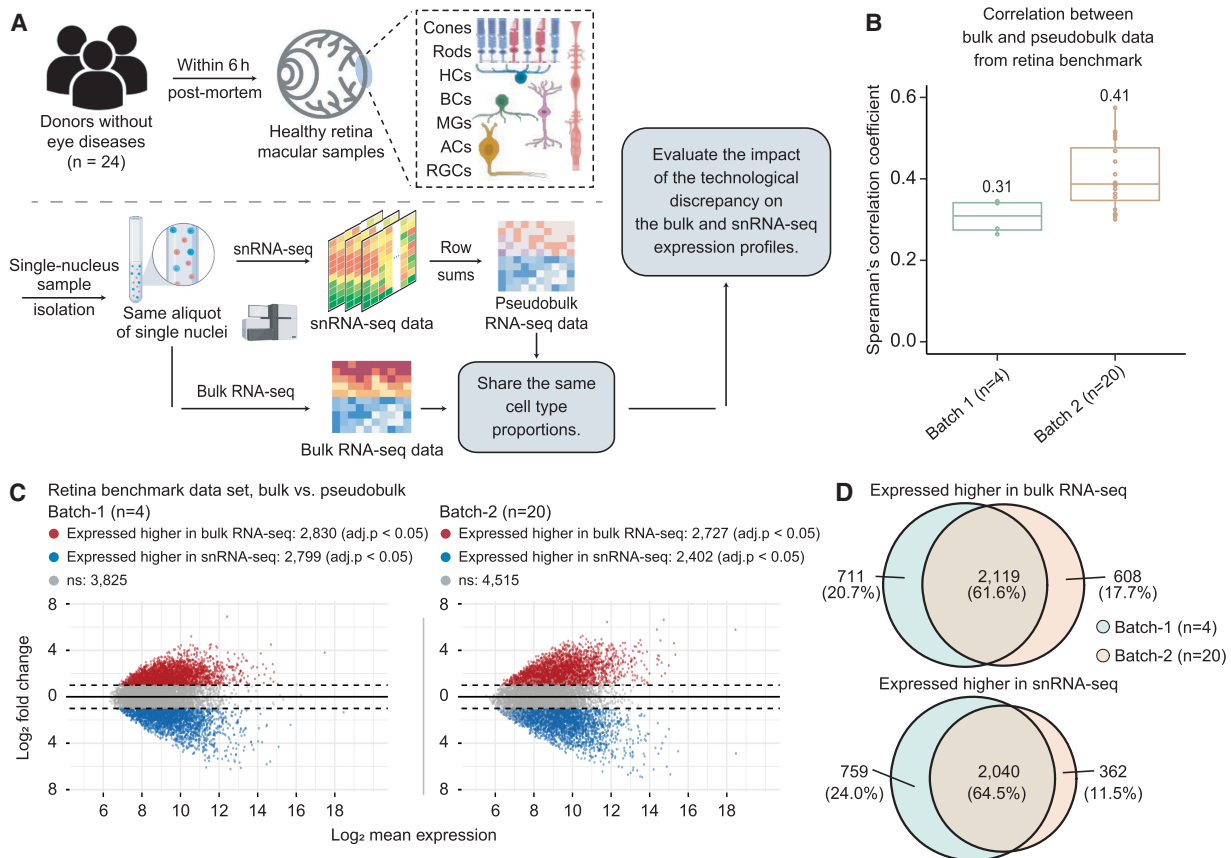 A
Donors without
eye diseases
(n = 24)
Within 6 h
post-mortem
Healthy retina
macular samples
Cones
Rods
HCs
BCs
MGs
ACs
RGCs
Single-nucleus
sample
isolation
Same aliquot
of single nuclei
snRNA-seq
snRNA-seq data
Row
sums
Pseudobulk
RNA-seq data
Bulk RNA-seq
Bulk RNA-seq data
Share the same
cell type
proportions.
Evaluate the impact
of the technological
discrepancy on
the bulk and snRNA-seq
expression profiles.
B
Correlation between
bulk and pseudobulk data
from retina benchmark
Speraman's correlation coefficient
0.6
0.4
0.2
0.0
0.31
0.41
Batch 1 (n=4)
Batch 2 (n=20)
C
Retina benchmark data set, bulk vs. pseudobulk
Batch-1 (n=4)
Expressed higher in bulk RNA-seq: 2,830 (adj.p < 0.05)
Expressed higher in snRNA-seq: 2,799 (adj.p < 0.05)
ns: 3,825
Batch-2 (n=20)
Expressed higher in bulk RNA-seq: 2,727 (adj.p < 0.05)
Expressed higher in snRNA-seq: 2,402 (adj.p < 0.05)
ns: 4,515
Log₂ fold change
8
4
0
4
8
6 8 10 12 14 16 18
6 8 10 12 14 16 18
Log₂ mean expression
D
Expressed higher in bulk RNA-seq
711
(20.7%)
2,119
(61.6%)
608
(17.7%)
Batch-1 (n=4)
Batch-2 (n=20)
Expressed higher in snRNA-seq
759
(24.0%)
2,040
(64.5%)
362
(11.5%)